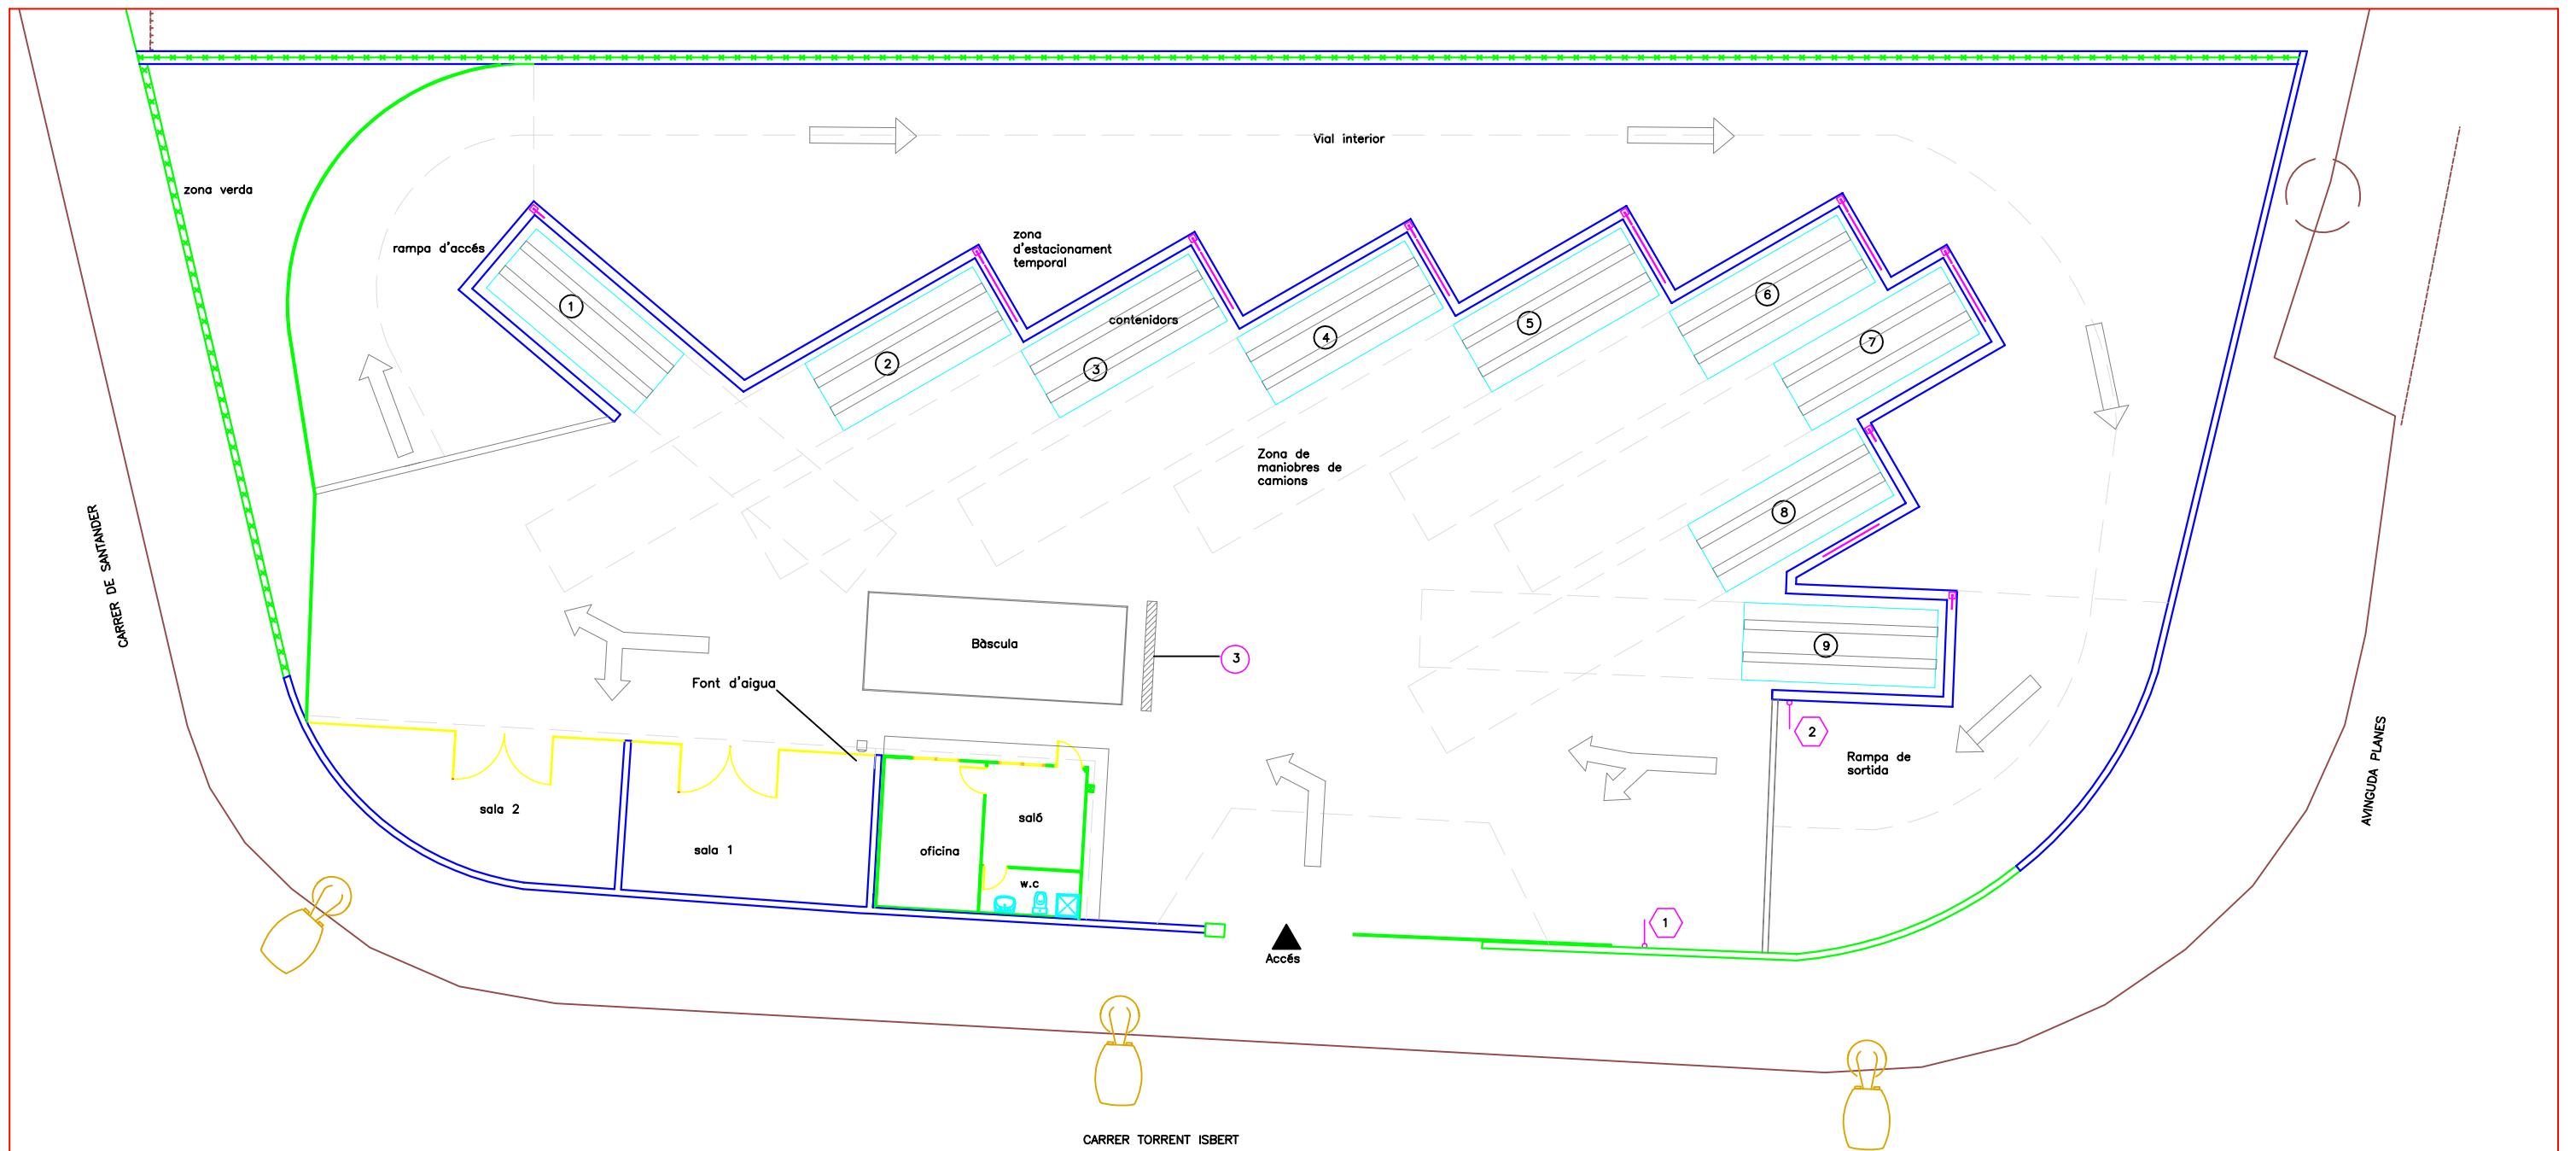 Vial interior
zona verda
rampa d'accés
zona
d'estacionament
temporal
1
2
contenidors
3
4
5
6
7
8
9
Zona de
maniobres de
camions
CARRER DE SANTANDER
Bàscula
3
Font d'aigua
2
Rampa de
sortida
AVINGUDA PLANES
sala 2
sala 1
oficina
saló
w.c
1
Accés
CARRER TORRENT ISBERT